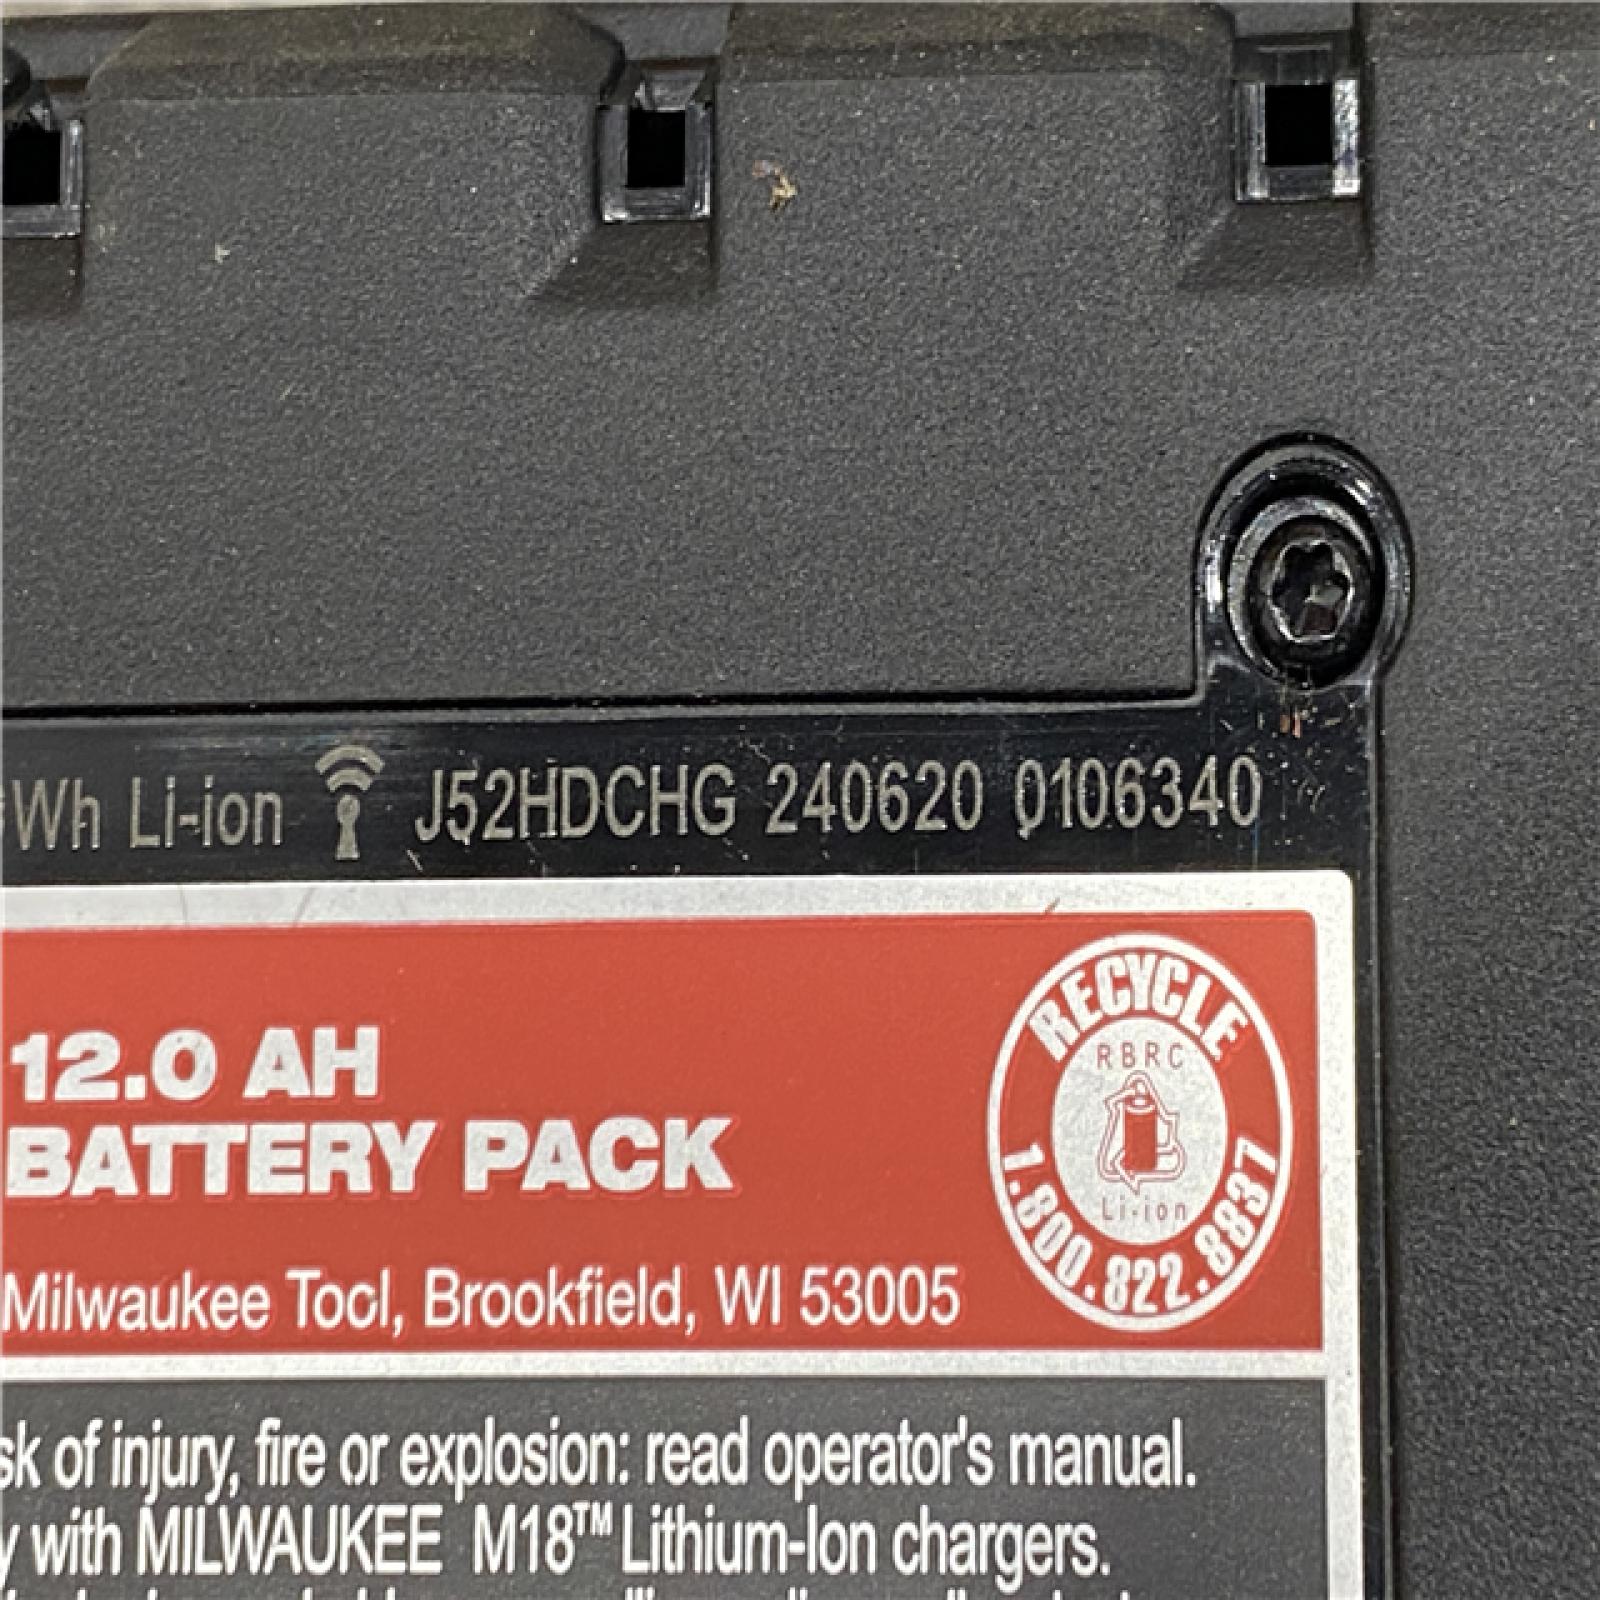 Wh Li-ion J52HDCHG 240620 0106340
12.0 AH
BATTERY PACK
Milwaukee Tool, Brookfield, WI 53005
RECYCLE
RBRC
Li-ion
1.800.822.8837
of injury, fire or explosion: read operator's manual.
with MILWAUKEE M18™ Lithium-Ion chargers.